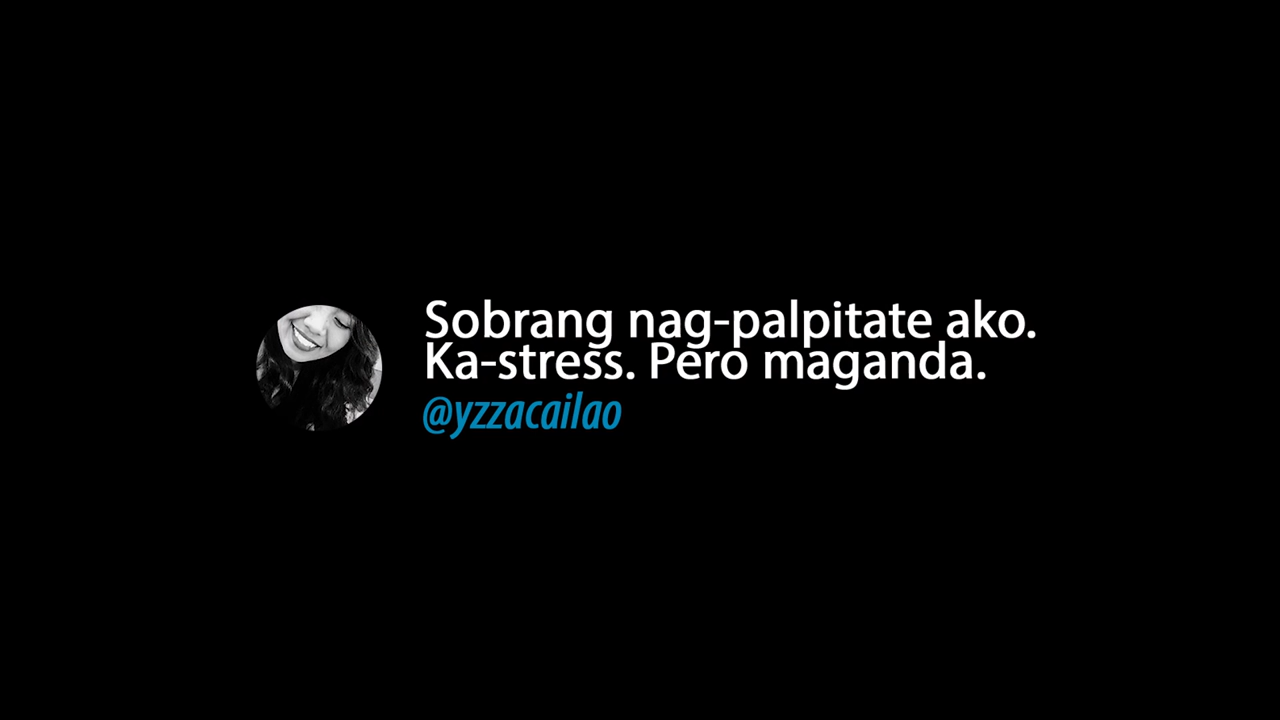 Sobrang nag-palpitate ako.
Ka-stress. Pero maganda.
@yzzacailao